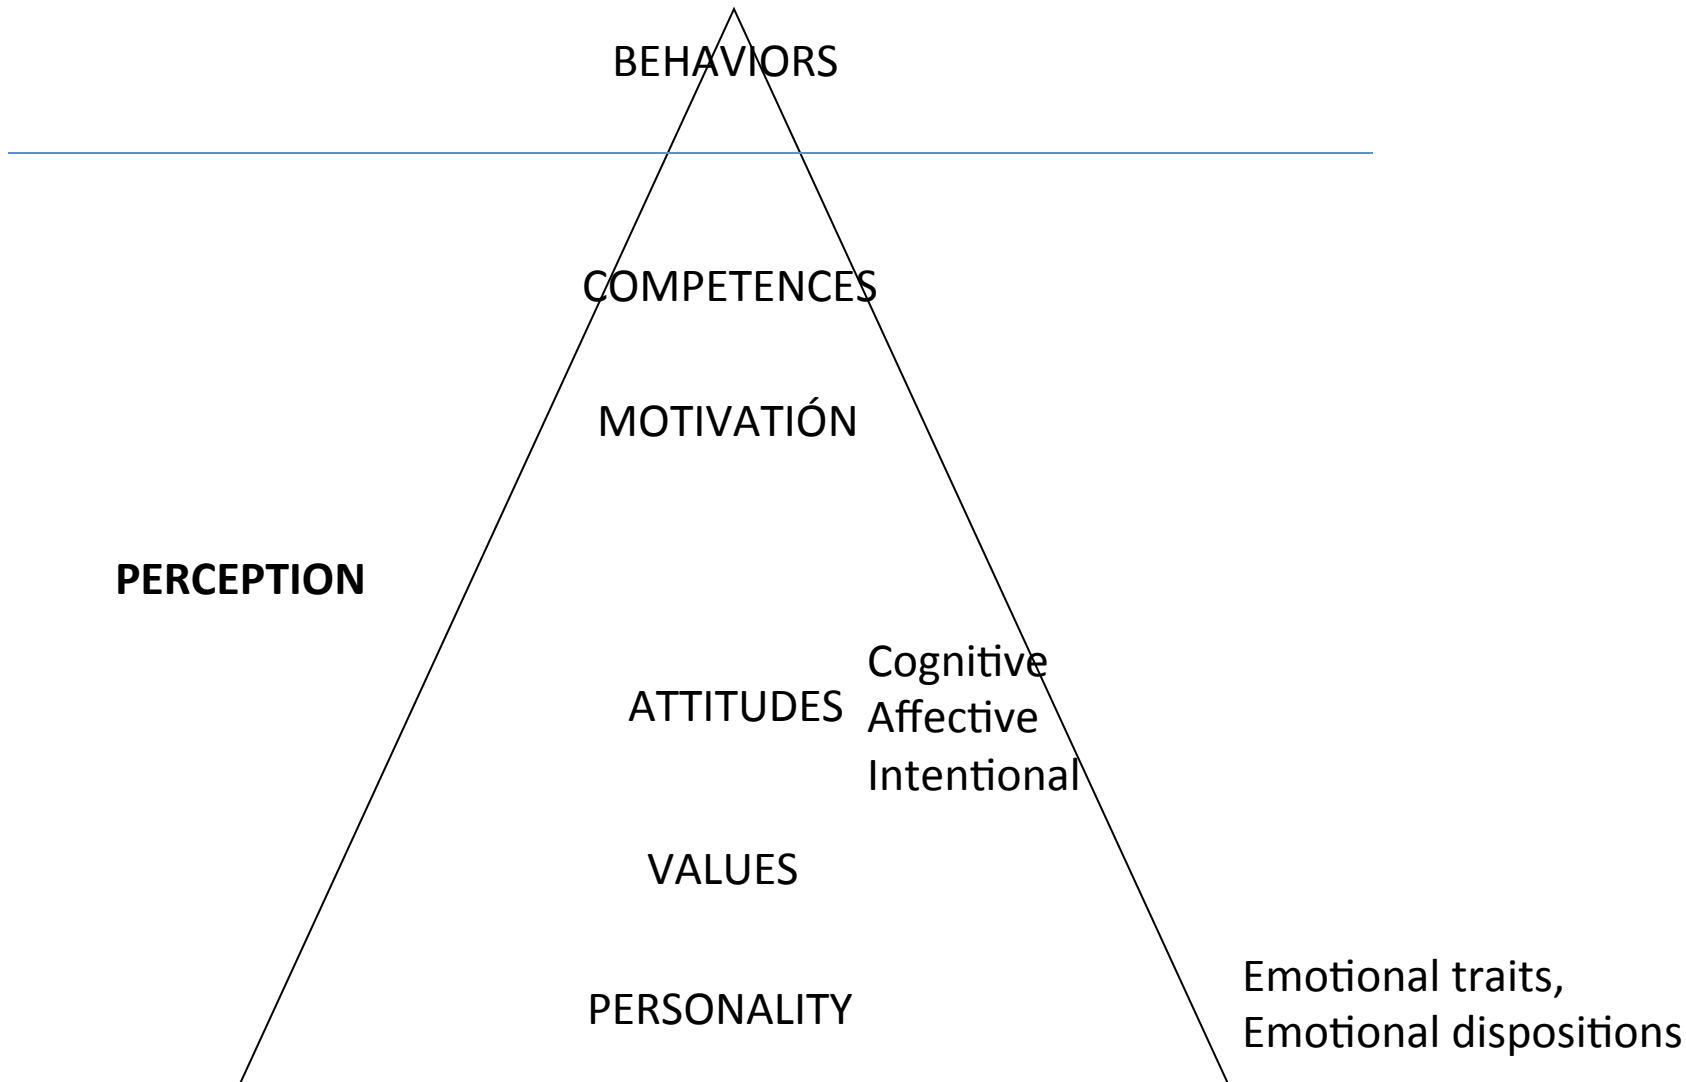 BEHAVIORS
COMPETENCES
MOTIVATIÓN
PERCEPTION
ATTITUDES
Cognitive
Affective
Intentional
VALUES
PERSONALITY
Emotional traits,
Emotional dispositions